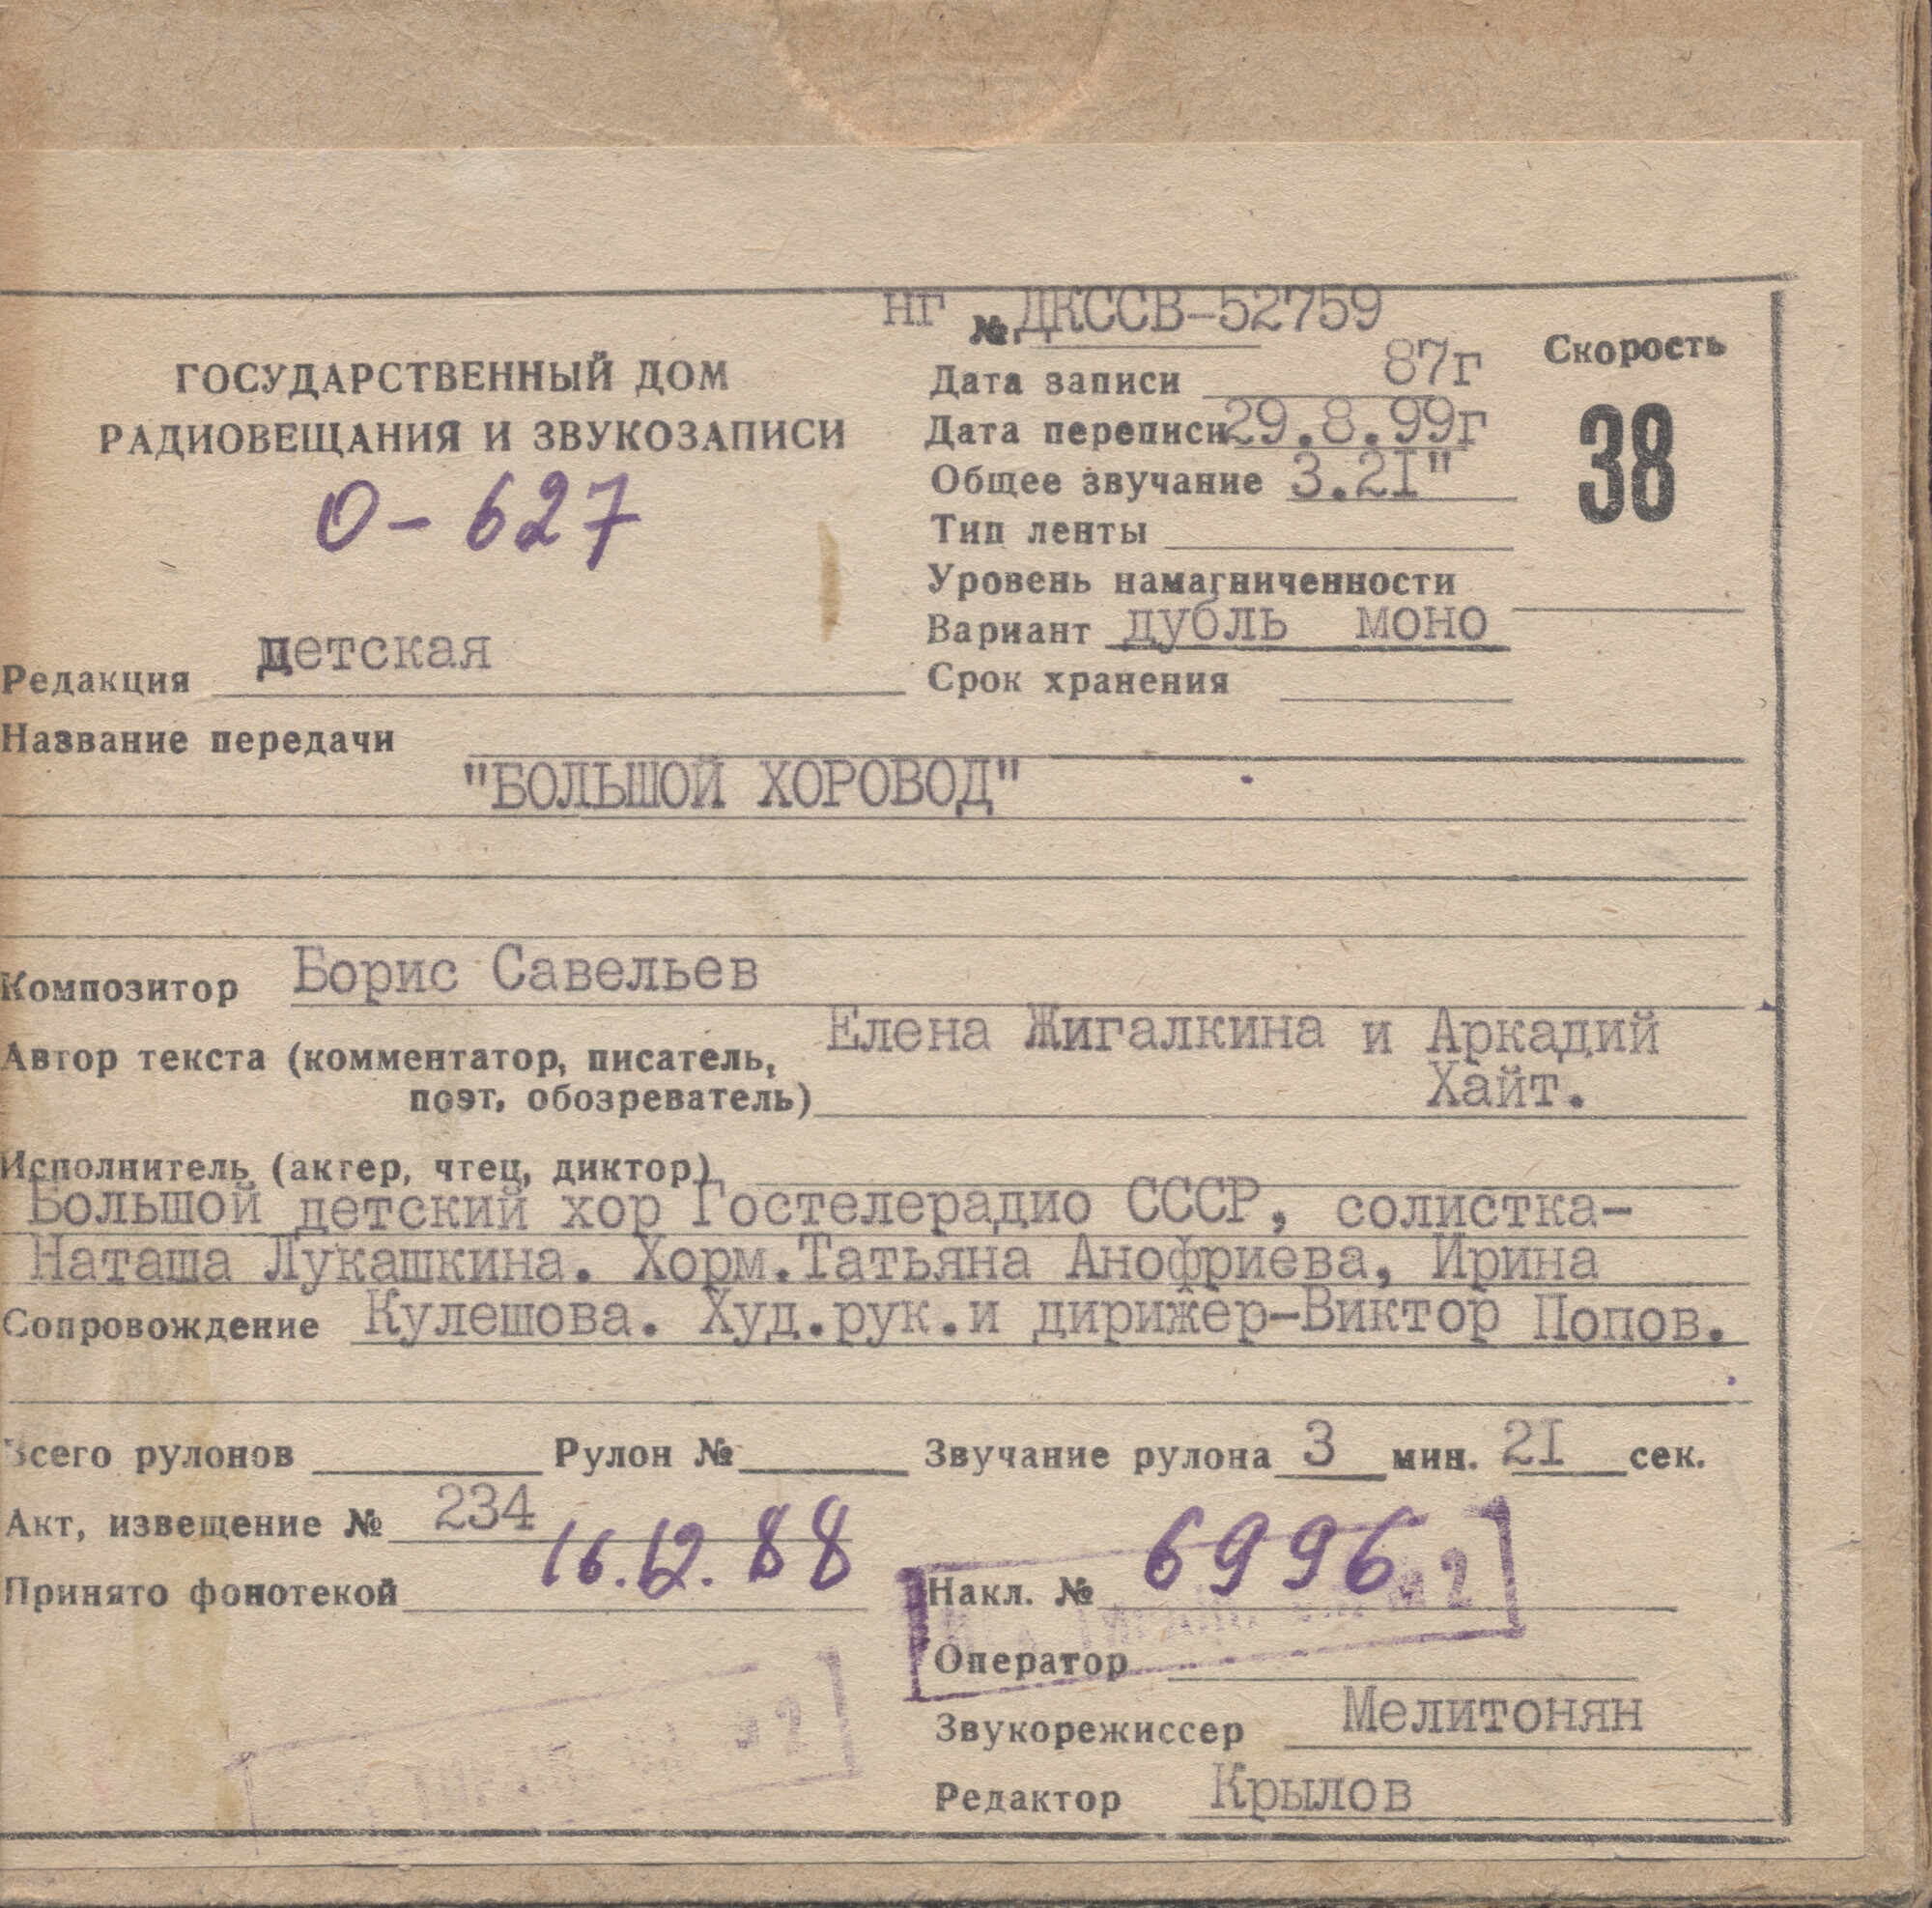 нг № ДКССВ-52759
ГОСУДАРСТВЕННЫЙ ДОМ
РАДИОВЕЩАНИЯ И ЗВУКОЗАПИСИ
О-627
Дата записи 87г
Дата переписи 29.8.99г
Общее звучание 3.2I"
Тип ленты
Уровень намагниченности
Вариант дубль моно
Срок хранения
Скорость
38
Редакция детская
Название передачи
"БОЛЬШОЙ ХОРОВОД"
Композитор Борис Савельев
Автор текста (комментатор, писатель, Елена Жигалкина и Аркадий
поэт, обозреватель) Хайт.
Исполнитель (актер, чтец, диктор)
Большой детский хор Гостелерадио СССР, солистка-
Наташа Лукашкина. Хорм.Татьяна Анофриева, Ирина
Сопровождение Кулешова. Худ.рук.и дирижер-Виктор Попов.
Всего рулонов Рулон № Звучание рулона 3 мин. 2I сек.
Акт, извещение № 234
Принято фонотекой 16.12.88 Накл. № 6996
Оператор
Звукорежиссер Мелитонян
Редактор Крылов